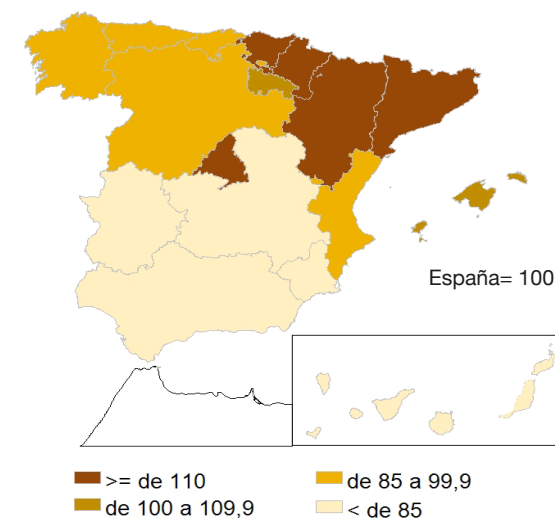 España= 100
>= de 110
de 85 a 99,9
de 100 a 109,9
< de 85